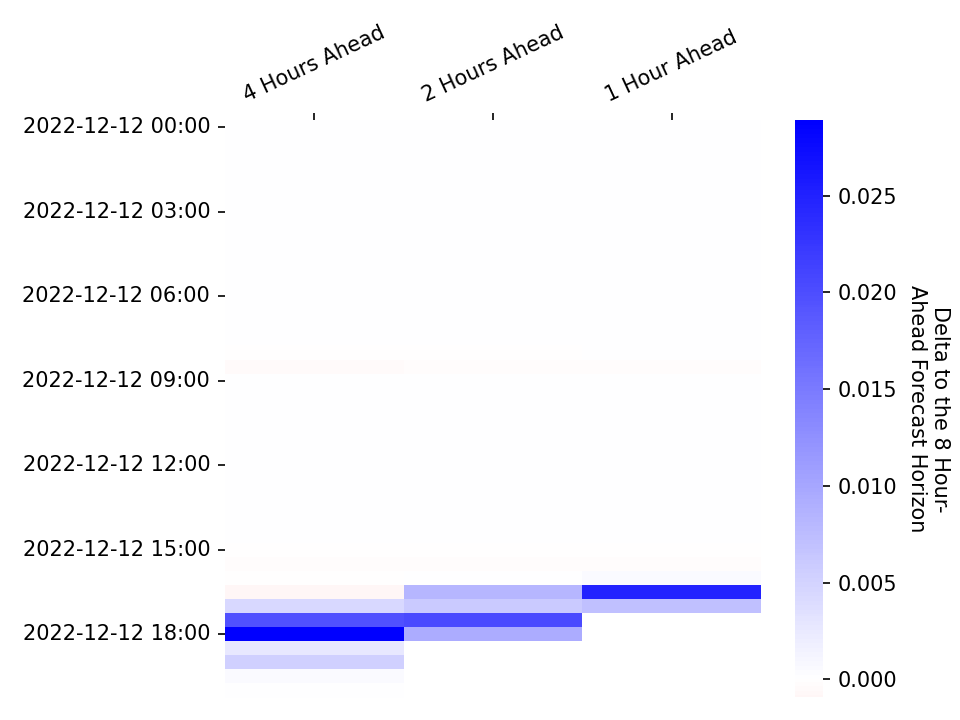 4 Hours Ahead
2 Hours Ahead
1 Hour Ahead
2022-12-12 00:00
2022-12-12 03:00
2022-12-12 06:00
2022-12-12 09:00
2022-12-12 12:00
2022-12-12 15:00
2022-12-12 18:00
0.025
0.020
0.015
0.010
0.005
0.000
Delta to the 8 Hour-
Ahead Forecast Horizon